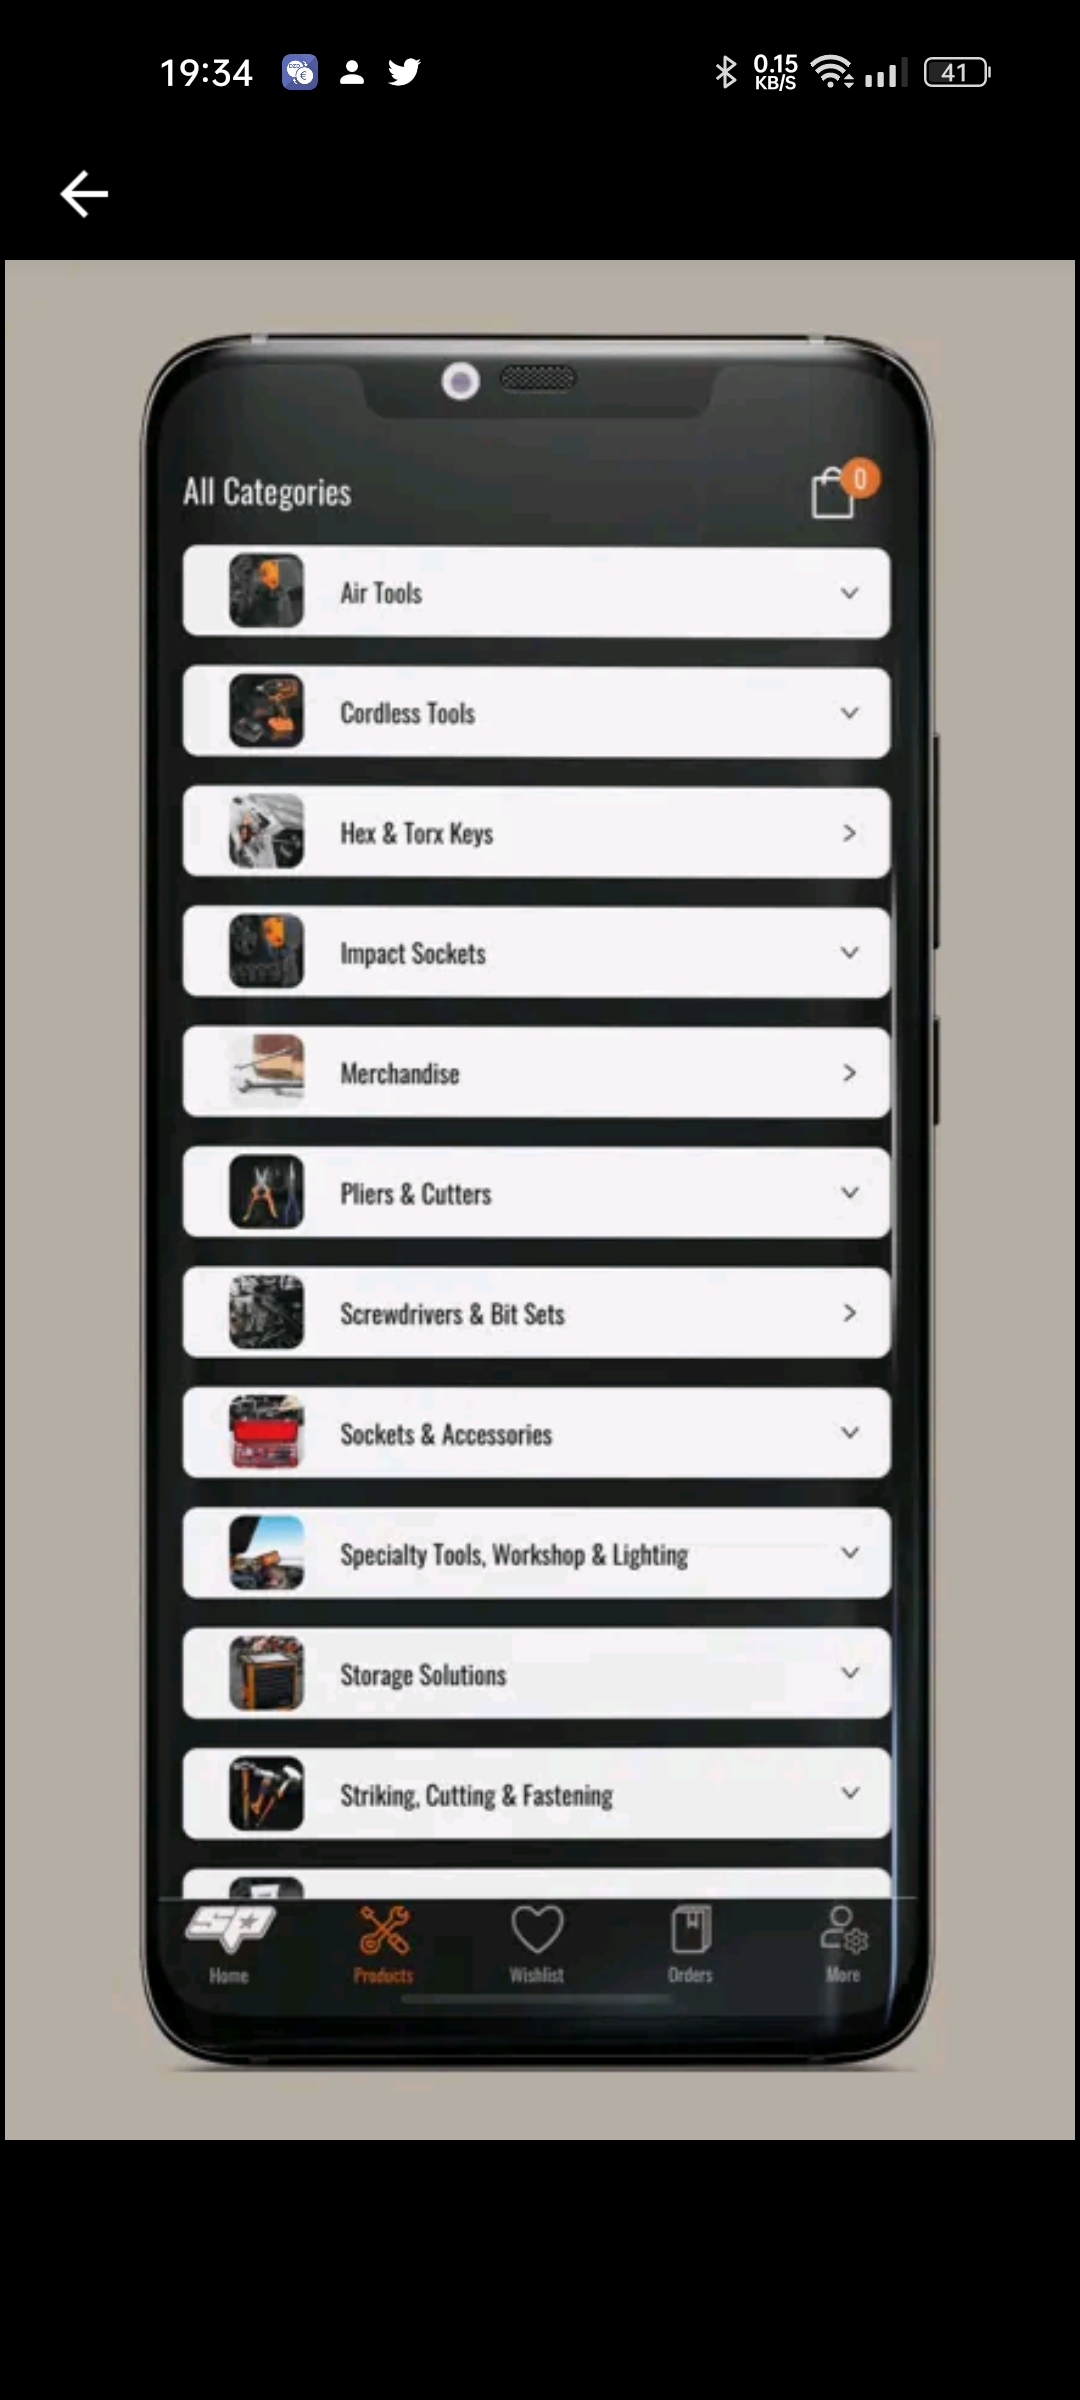 19:34
0.15
KB/S
41
All Categories
0
Air Tools
Cordless Tools
Hex & Torx Keys
Impact Sockets
Merchandise
Pliers & Cutters
Screwdrivers & Bit Sets
Sockets & Accessories
Specialty Tools, Workshop & Lighting
Storage Solutions
Striking, Cutting & Fastening
SP
Home
Products
Wishlist
Orders
More